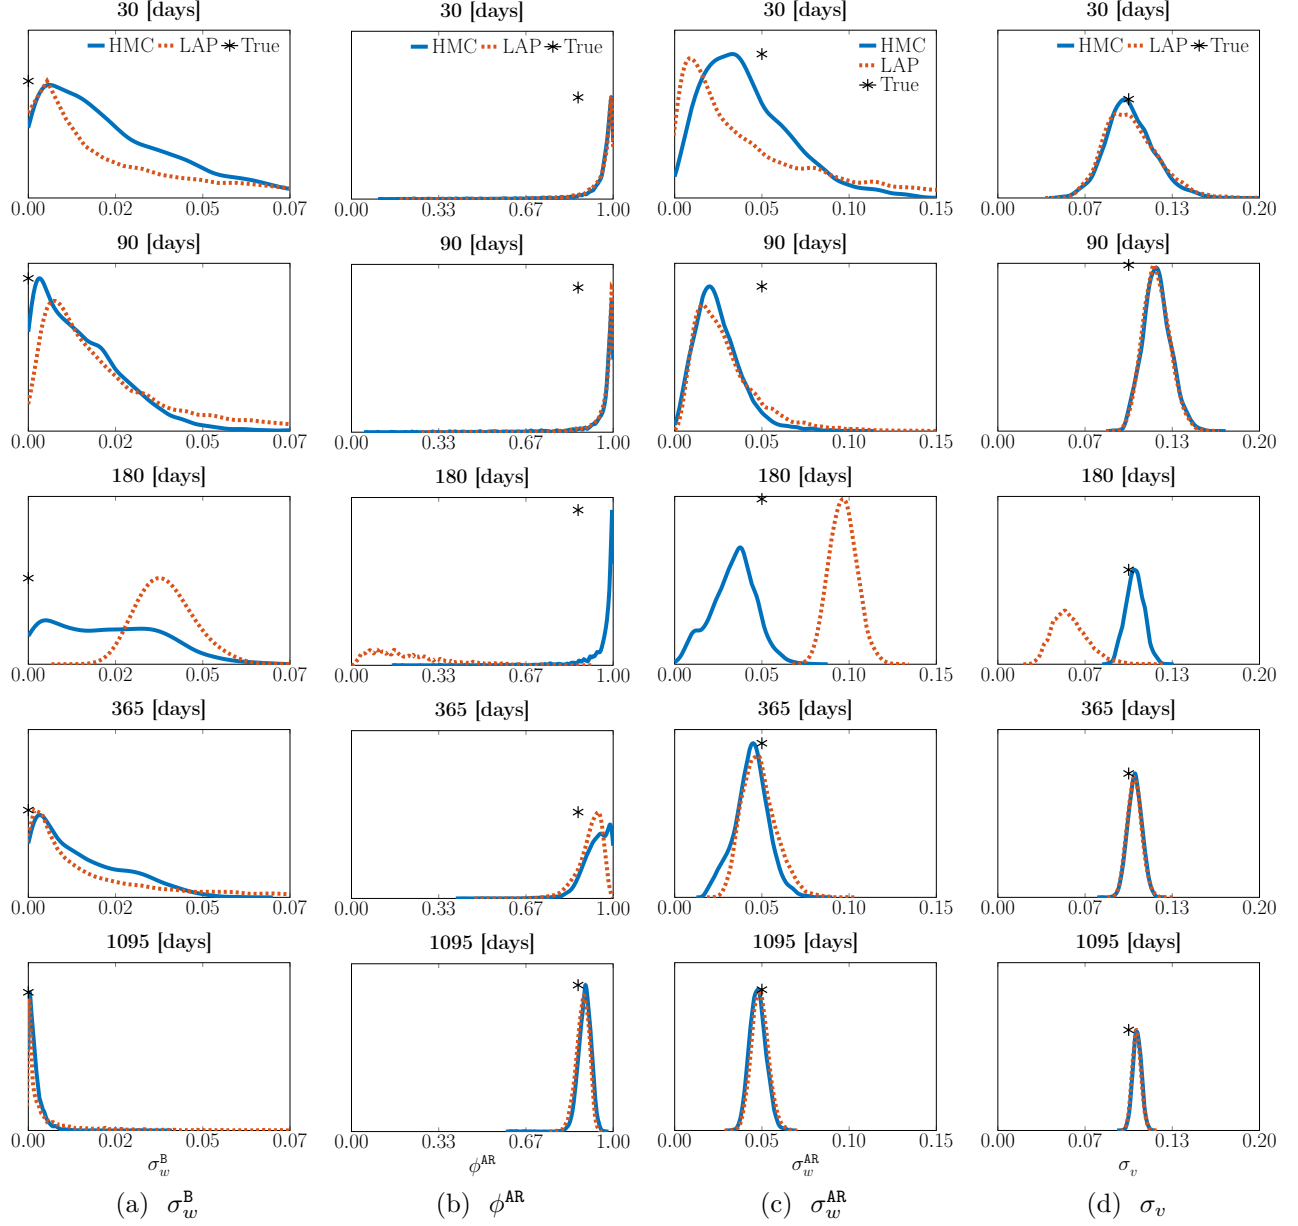 30 [days] 30 [days] 30 [days] 30 [days]
HMC LAP True HMC LAP True HMC HMC LAP True
LAP
True
0.00 0.02 0.05 0.07 0.00 0.33 0.67 1.00 0.00 0.05 0.10 0.15 0.00 0.07 0.13 0.20
90 [days] 90 [days] 90 [days] 90 [days]
0.00 0.02 0.05 0.07 0.00 0.33 0.67 1.00 0.00 0.05 0.10 0.15 0.00 0.07 0.13 0.20
180 [days] 180 [days] 180 [days] 180 [days]
0.00 0.02 0.05 0.07 0.00 0.33 0.67 1.00 0.00 0.05 0.10 0.15 0.00 0.07 0.13 0.20
365 [days] 365 [days] 365 [days] 365 [days]
0.00 0.02 0.05 0.07 0.00 0.33 0.67 1.00 0.00 0.05 0.10 0.15 0.00 0.07 0.13 0.20
1095 [days] 1095 [days] 1095 [days] 1095 [days]
0.00 0.02 0.05 0.07 0.00 0.33 0.67 1.00 0.00 0.05 0.10 0.15 0.00 0.07 0.13 0.20
σ_w^B ϕ^AR σ_w^AR σ_v
(a) σ_w^B (b) ϕ^AR (c) σ_w^AR (d) σ_v